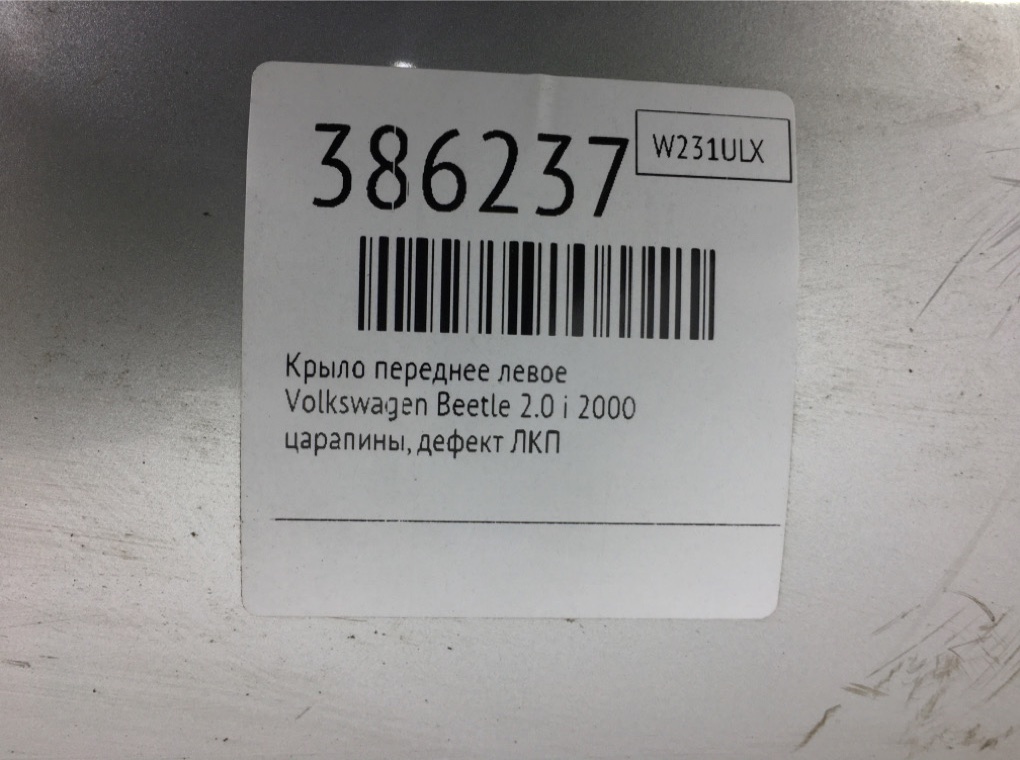 386237
W231ULX
Крыло переднее левое
Volkswagen Beetle 2.0 i 2000
царапины, дефект ЛКП